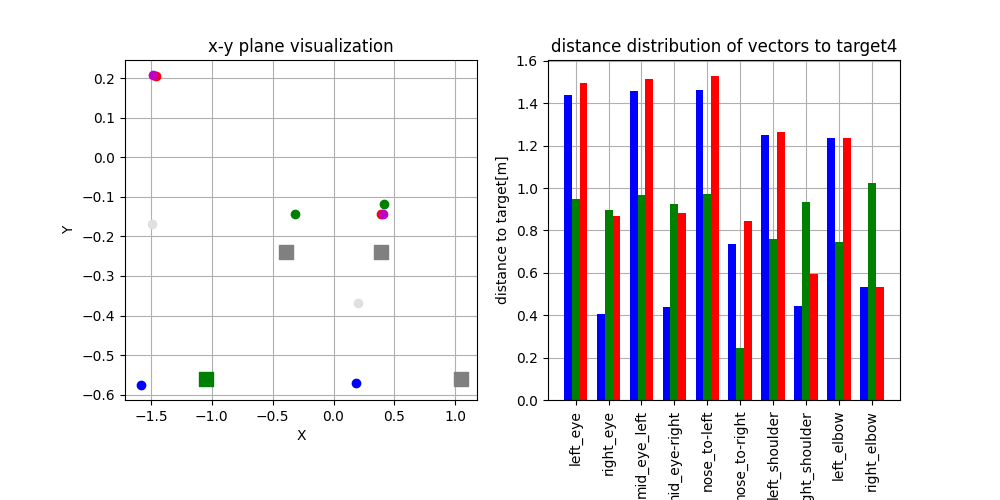 x-y plane visualization
0.2
0.1
0.0
−0.1
−0.2
−0.3
−0.4
−0.5
−0.6
Y
−1.5 −1.0 −0.5 0.0 0.5 1.0
X
distance distribution of vectors to target4
1.6
1.4
1.2
1.0
0.8
0.6
0.4
0.2
0.0
distance to target[m]
left_eye
right_eye
mid_eye_left
mid_eye-right
nose_to-left
nose_to-right
left_shoulder
ght_shoulder
left_elbow
right_elbow